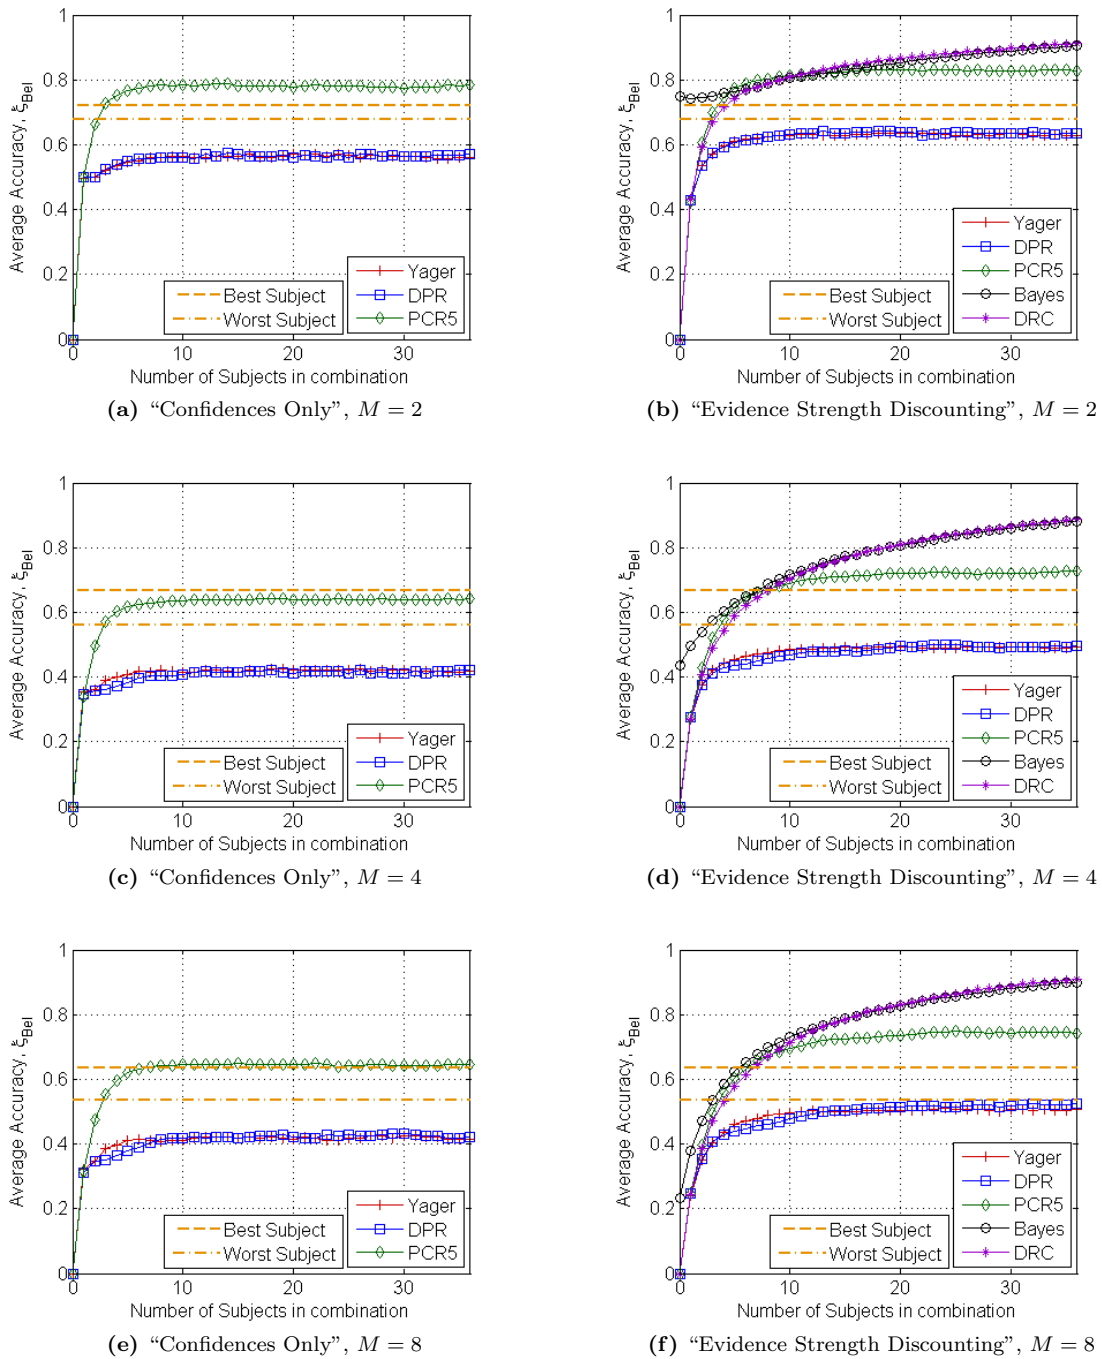 1
0.8
0.6
0.4
0.2
0
0 10 20 30
Average Accuracy, ξBel
Number of Subjects in combination
Best Subject
Worst Subject
Yager
DPR
PCR5
(a) “Confidences Only”, M = 2
1
0.8
0.6
0.4
0.2
0
0 10 20 30
Average Accuracy, ξBel
Number of Subjects in combination
Best Subject
Worst Subject
Yager
DPR
PCR5
Bayes
DRC
(b) “Evidence Strength Discounting”, M = 2
1
0.8
0.6
0.4
0.2
0
0 10 20 30
Average Accuracy, ξBel
Number of Subjects in combination
Best Subject
Worst Subject
Yager
DPR
PCR5
(c) “Confidences Only”, M = 4
1
0.8
0.6
0.4
0.2
0
0 10 20 30
Average Accuracy, ξBel
Number of Subjects in combination
Best Subject
Worst Subject
Yager
DPR
PCR5
Bayes
DRC
(d) “Evidence Strength Discounting”, M = 4
1
0.8
0.6
0.4
0.2
0
0 10 20 30
Average Accuracy, ξBel
Number of Subjects in combination
Best Subject
Worst Subject
Yager
DPR
PCR5
(e) “Confidences Only”, M = 8
1
0.8
0.6
0.4
0.2
0
0 10 20 30
Average Accuracy, ξBel
Number of Subjects in combination
Best Subject
Worst Subject
Yager
DPR
PCR5
Bayes
DRC
(f) “Evidence Strength Discounting”, M = 8